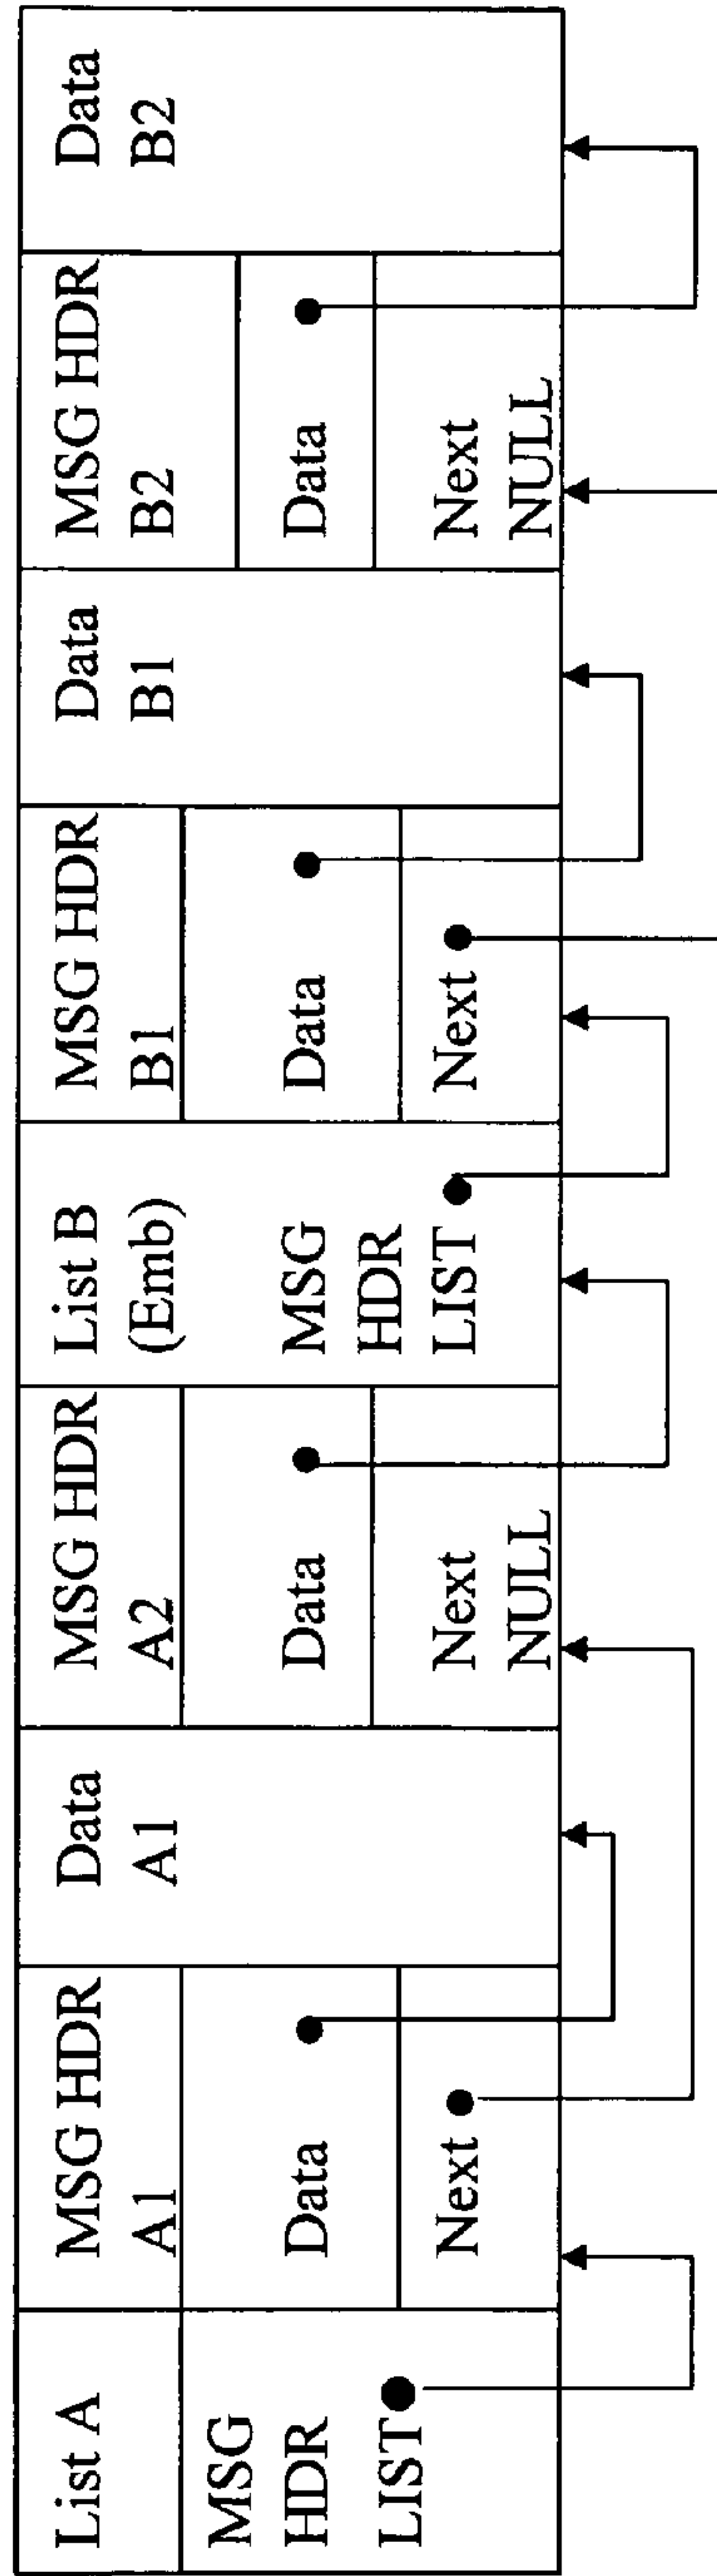 List A
MSG
HDR
LIST
MSG HDR
A1
Data
Next
Data
A1
MSG HDR
A2
Data
Next
NULL
List B
(Emb)
MSG
HDR
LIST
MSG HDR
B1
Data
Next
Data
B1
MSG HDR
B2
Data
Next
NULL
Data
B2